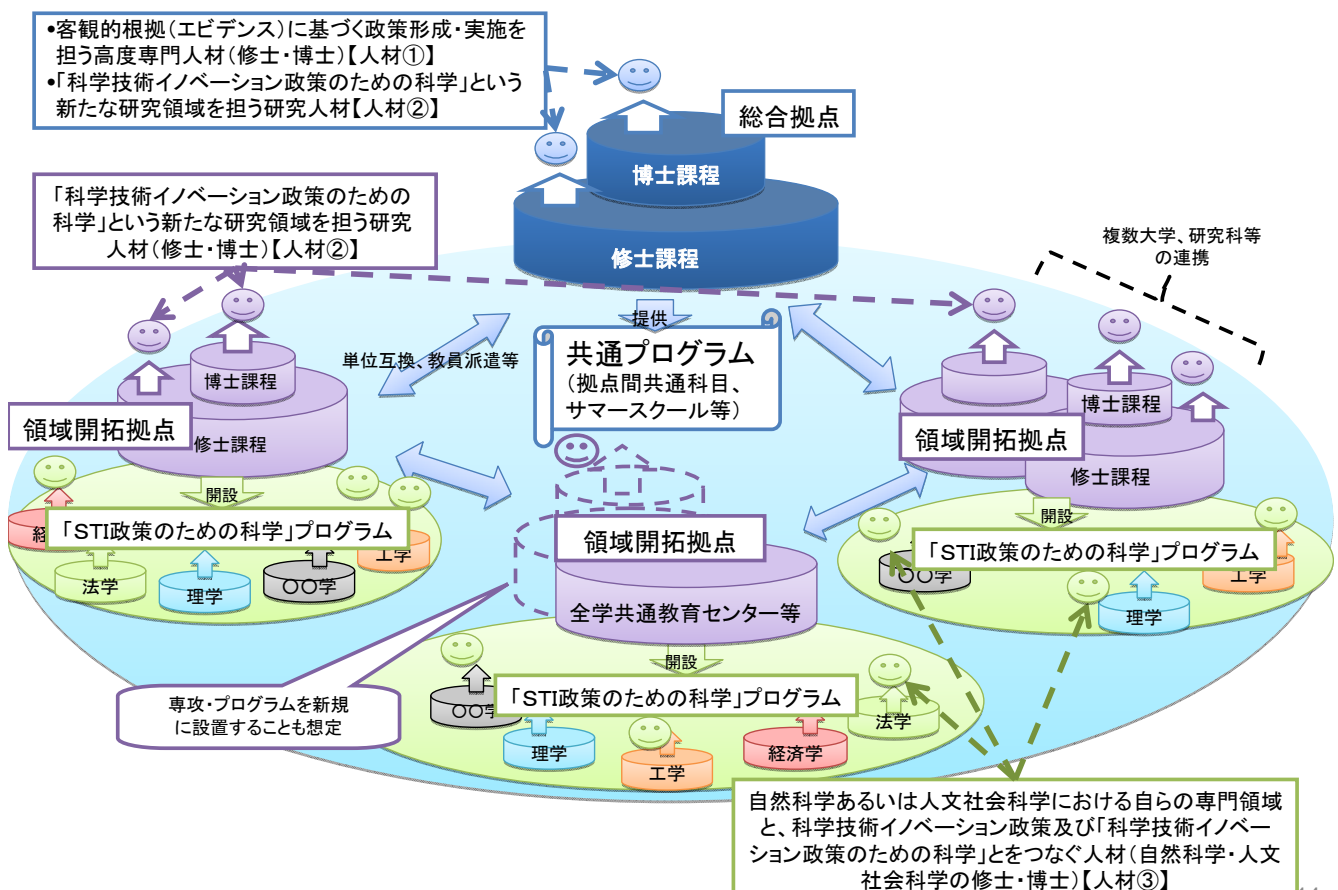 •客観的根拠(エビデンス)に基づく政策形成・実施を
担う高度専門人材(修士・博士)【人材①】
•「科学技術イノベーション政策のための科学」という
新たな研究領域を担う研究人材【人材②】
総合拠点
博士課程
修士課程
「科学技術イノベーション政策のための
科学」という新たな研究領域を担う研究
人材(修士・博士)【人材②】
複数大学、研究科等
の連携
提供
共通プログラム
(拠点間共通科目、
サマースクール等)
単位互換、教員派遣等
博士課程
領域開拓拠点
修士課程
開設
「STI政策のための科学」プログラム
経
工学
法学
理学
〇〇学
博士課程
領域開拓拠点
修士課程
開設
「STI政策のための科学」プログラム
〇〇学
工学
理学
領域開拓拠点
全学共通教育センター等
開設
「STI政策のための科学」プログラム
〇〇学
法学
理学
工学
経済学
専攻・プログラムを新規
に設置することも想定
自然科学あるいは人文社会科学における自らの専門領域
と、科学技術イノベーション政策及び「科学技術イノベー
ション政策のための科学」とをつなぐ人材(自然科学・人文
社会科学の修士・博士)【人材③】